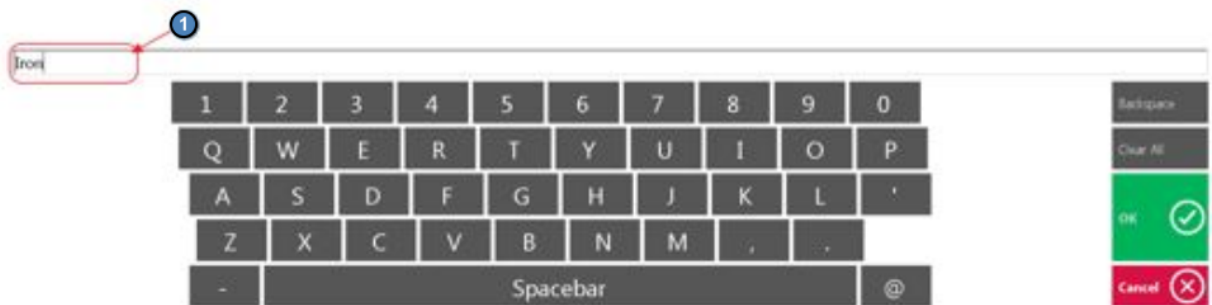 1
Iron
1 2 3 4 5 6 7 8 9 0 Backspace
Q W E R T Y U I O P Clear All
A S D F G H J K L '
OK
Z X C V B N M , .
- Spacebar @ Cancel